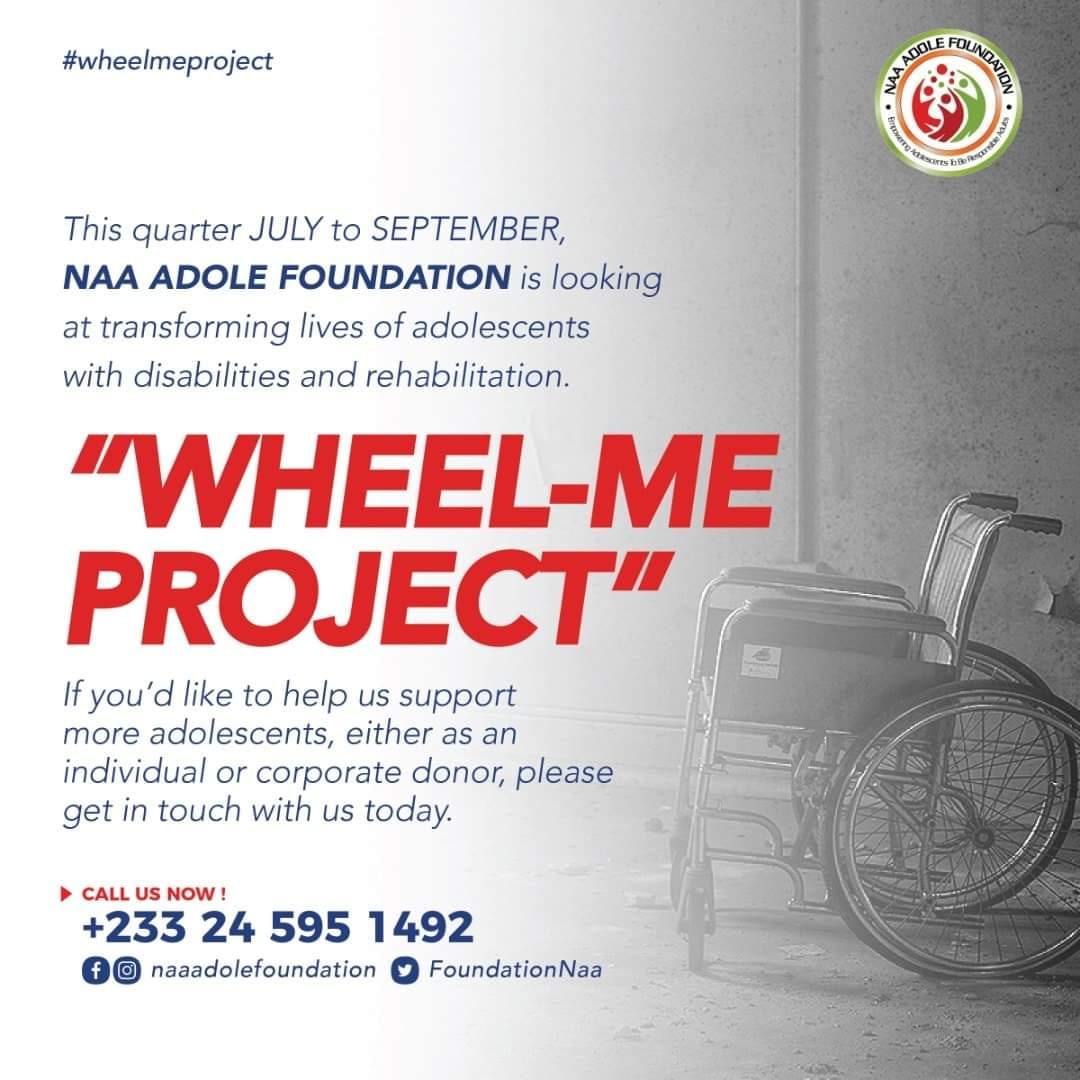 #wheelmeproject
NAA ADOLE FOUNDATION
Empowering Adolescents To Be Responsible Adults
This quarter JULY to SEPTEMBER,
NAA ADOLE FOUNDATION is looking
at transforming lives of adolescents
with disabilities and rehabilitation.
“WHEEL-ME
PROJECT”
If you’d like to help us support
more adolescents, either as an
individual or corporate donor, please
get in touch with us today.
CALL US NOW !
+233 24 595 1492
naaadolefoundation FoundationNaa